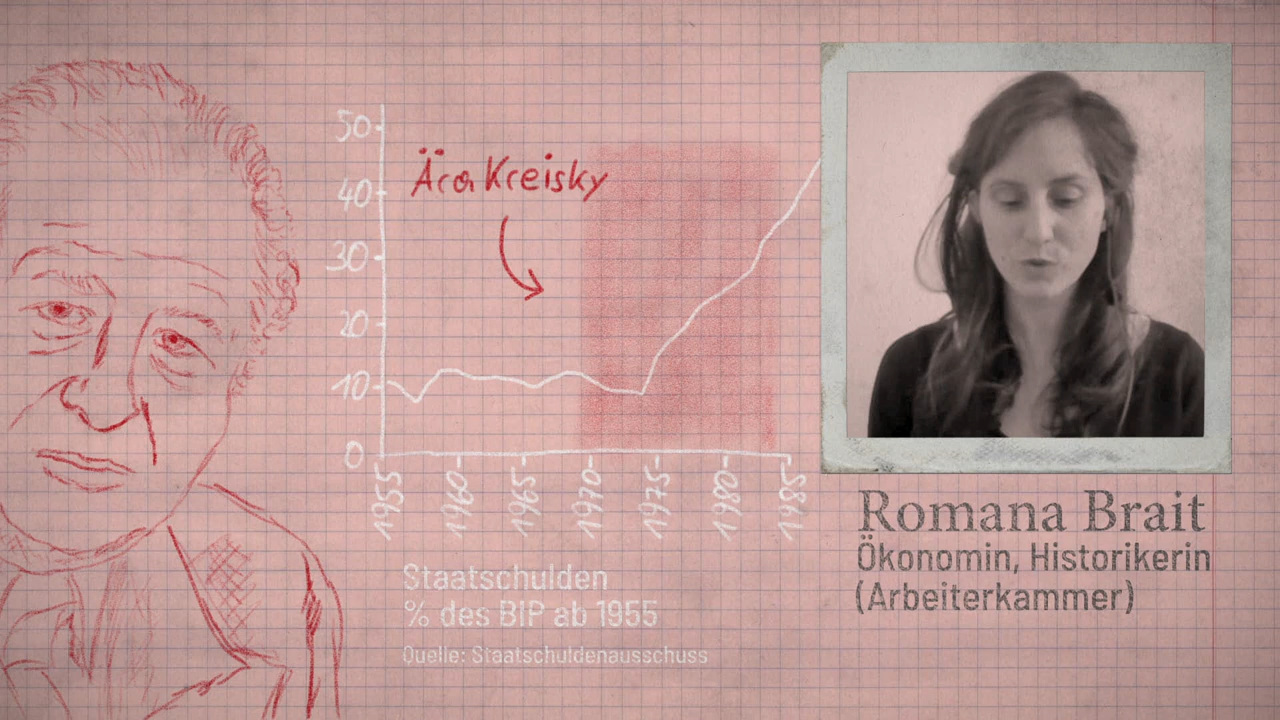 50
40
30
20
10
0
Ära Kreisky
1955 1960 1965 1970 1975 1980 1985
Staatschulden
% des BIP ab 1955
Quelle: Staatschuldenausschuss
Romana Brait
Ökonomin, Historikerin
(Arbeiterkammer)